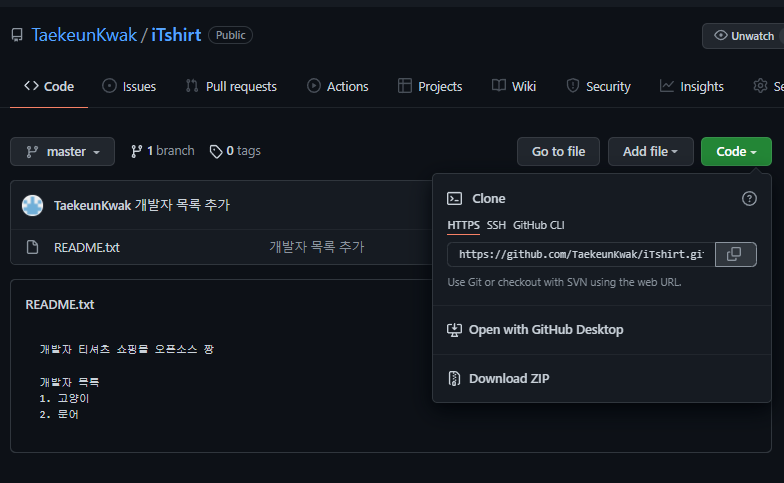 TaekeunKwak / iTshirt Public
Unwatch
Code Issues Pull requests Actions Projects Wiki Security Insights
master 1 branch 0 tags Go to file Add file Code
TaekeunKwak 개발자 목록 추가
README.txt 개발자 목록 추가
Clone
HTTPS SSH GitHub CLI
https://github.com/TaekeunKwak/iTshirt.git
Use Git or checkout with SVN using the web URL.
Open with GitHub Desktop
Download ZIP
README.txt
개발자 티셔츠 쇼핑몰 오픈소스 짱
개발자 목록
1. 고양이
2. 문어